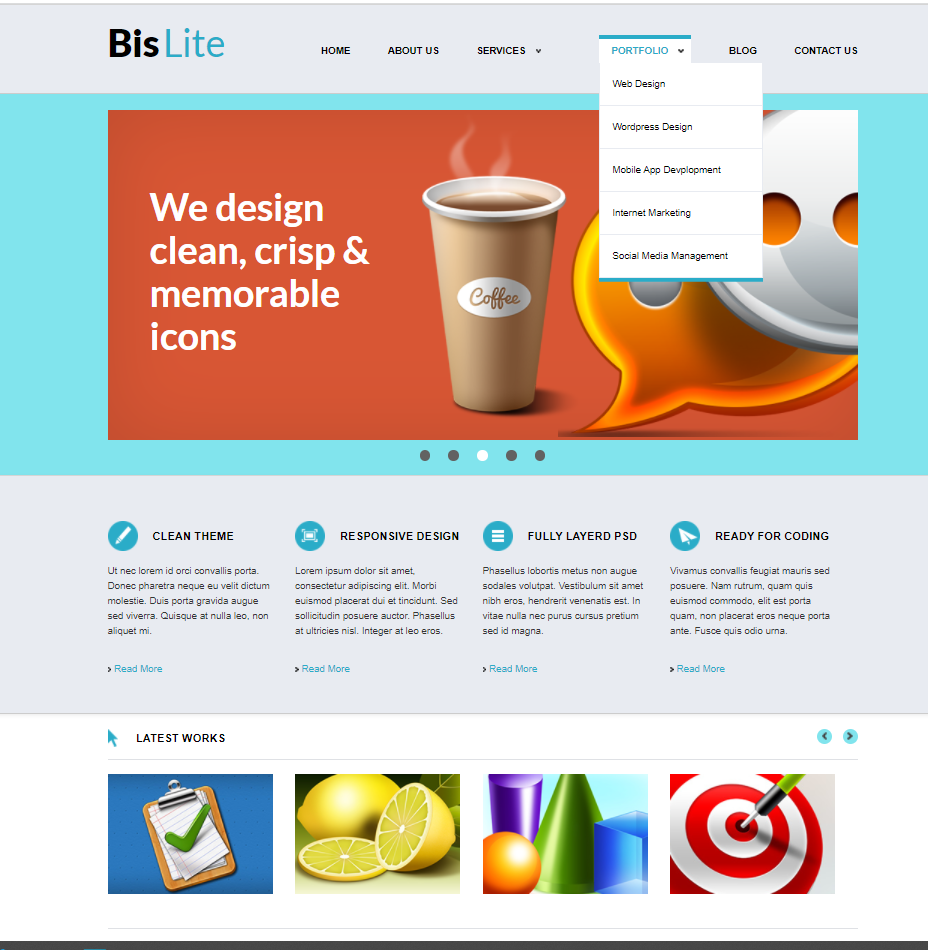 Bis Lite
HOME ABOUT US SERVICES PORTFOLIO BLOG CONTACT US
Web Design
Wordpress Design
Mobile App Devplopment
Internet Marketing
Social Media Management
We design
clean, crisp &
memorable
icons
Coffee
CLEAN THEME
Ut nec lorem id orci convallis porta.
Donec pharetra neque eu velit dictum
molestie. Duis porta gravida augue
sed viverra. Quisque at nulla leo, non
aliquet mi.
Read More
RESPONSIVE DESIGN
Lorem ipsum dolor sit amet,
consectetur adipiscing elit. Morbi
euismod placerat dui et tincidunt. Sed
sollicitudin posuere auctor. Phasellus
at ultricies nisl. Integer at leo eros.
Read More
FULLY LAYERD PSD
Phasellus lobortis metus non augue
sodales volutpat. Vestibulum sit amet
nibh eros, hendrerit venenatis est. In
vitae nulla nec purus cursus pretium
sed id magna.
Read More
READY FOR CODING
Vivamus convallis feugiat mauris sed
posuere. Nam rutrum, quam quis
euismod commodo, elit est porta
quam, non placerat eros neque porta
ante. Fusce quis odio urna.
Read More
LATEST WORKS